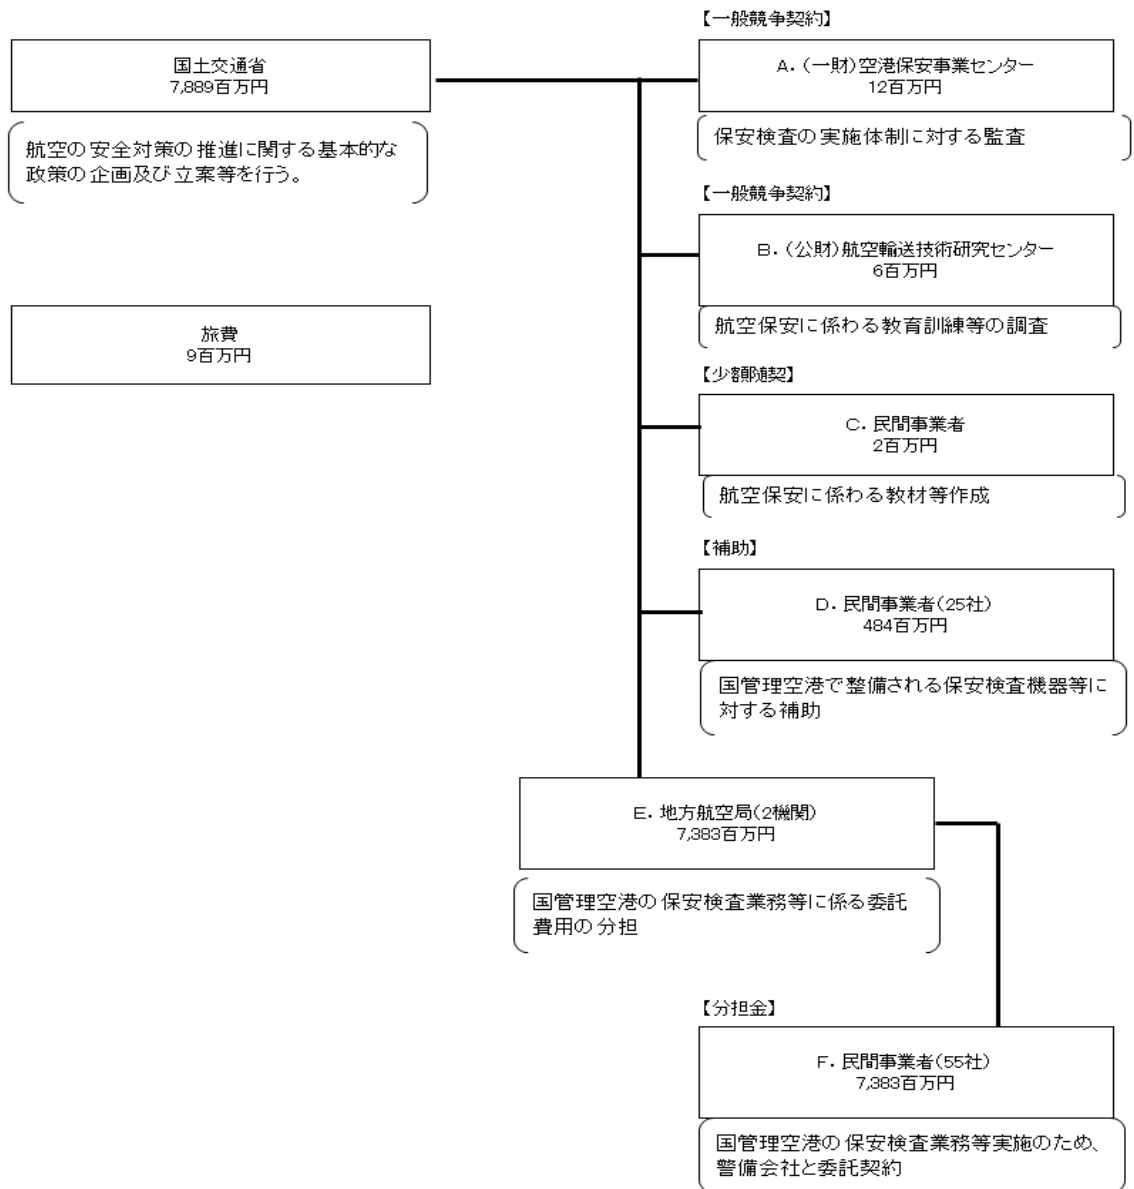 国土交通省
7,889百万円
航空の安全対策の推進に関する基本的な
政策の企画及び立案等を行う。
旅費
9百万円
【一般競争契約】
A.(一財)空港保安事業センター
12百万円
保安検査の実施体制に対する監査
【一般競争契約】
B.(公財)航空輸送技術研究センター
6百万円
航空保安に係わる教育訓練等の調査
【少額随契】
C.民間事業者
2百万円
航空保安に係わる教材等作成
【補助】
D.民間事業者(25社)
484百万円
国管理空港で整備される保安検査機器等に
対する補助
E.地方航空局(2機関)
7,383百万円
国管理空港の保安検査業務等に係る委託
費用の分担
【分担金】
F.民間事業者(55社)
7,383百万円
国管理空港の保安検査業務等実施のため、
警備会社と委託契約